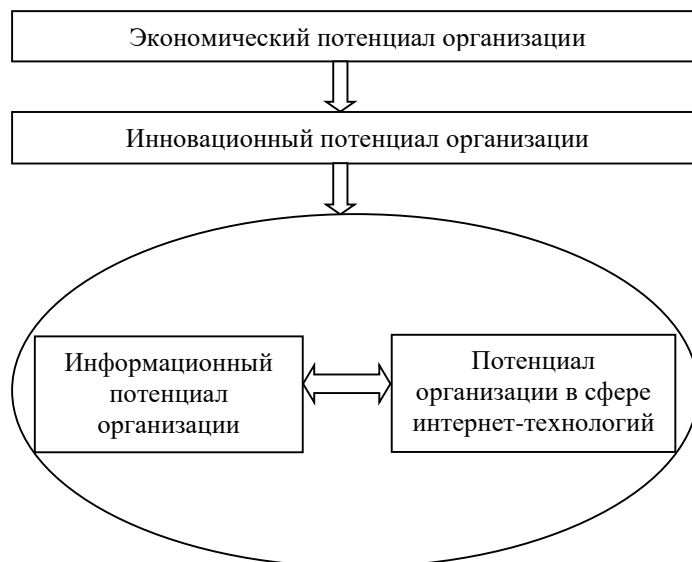 Экономический потенциал организации
Инновационный потенциал организации
Информационный
потенциал
организации
Потенциал
организации в сфере
интернет-технологий